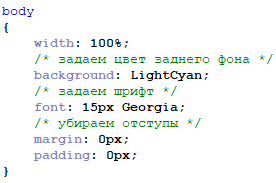 body
{
width: 100%;
/* задаем цвет заднего фона */
background: LightCyan;
/* задаем шрифт */
font: 15px Georgia;
/* убираем отступы */
margin: 0px;
padding: 0px;
}